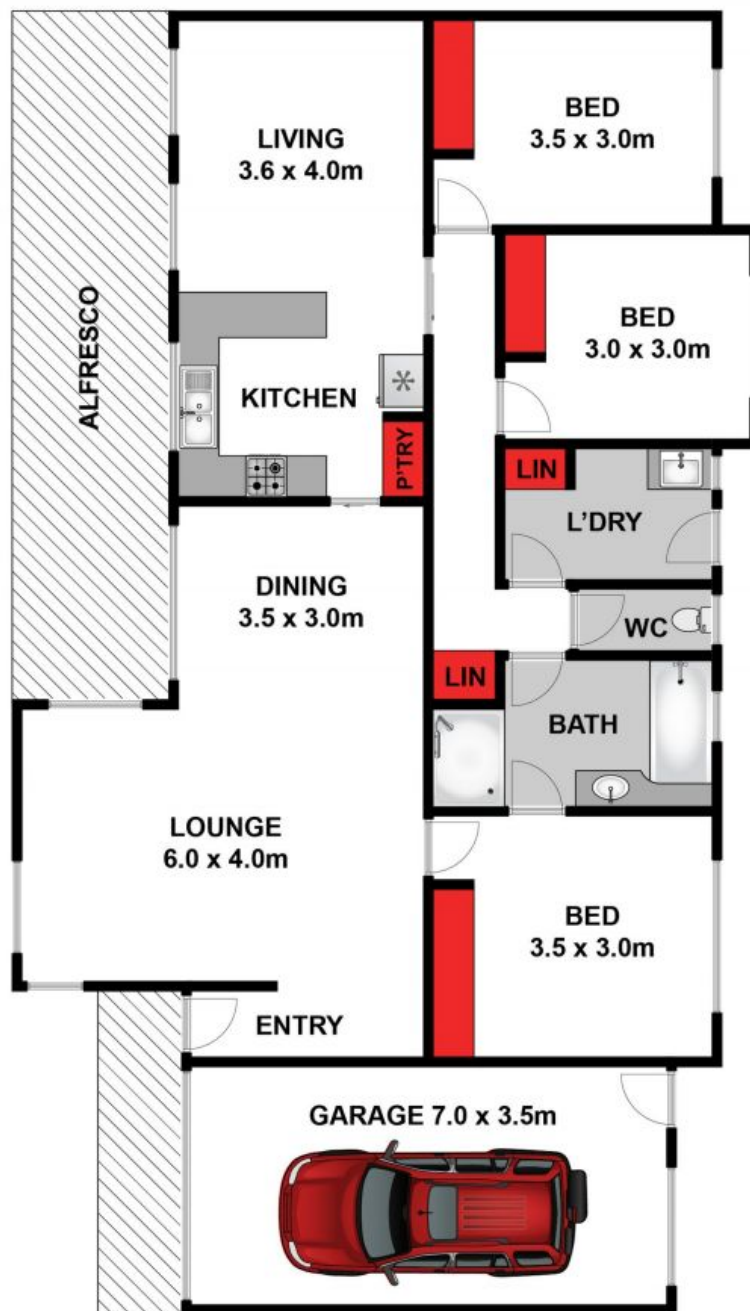 LIVING
3.6 x 4.0m
BED
3.5 x 3.0m
ALFRESCO
BED
3.0 x 3.0m
KITCHEN
P'TRY
LIN
L'DRY
DINING
3.5 x 3.0m
WC
LIN
BATH
LOUNGE
6.0 x 4.0m
BED
3.5 x 3.0m
ENTRY
GARAGE 7.0 x 3.5m